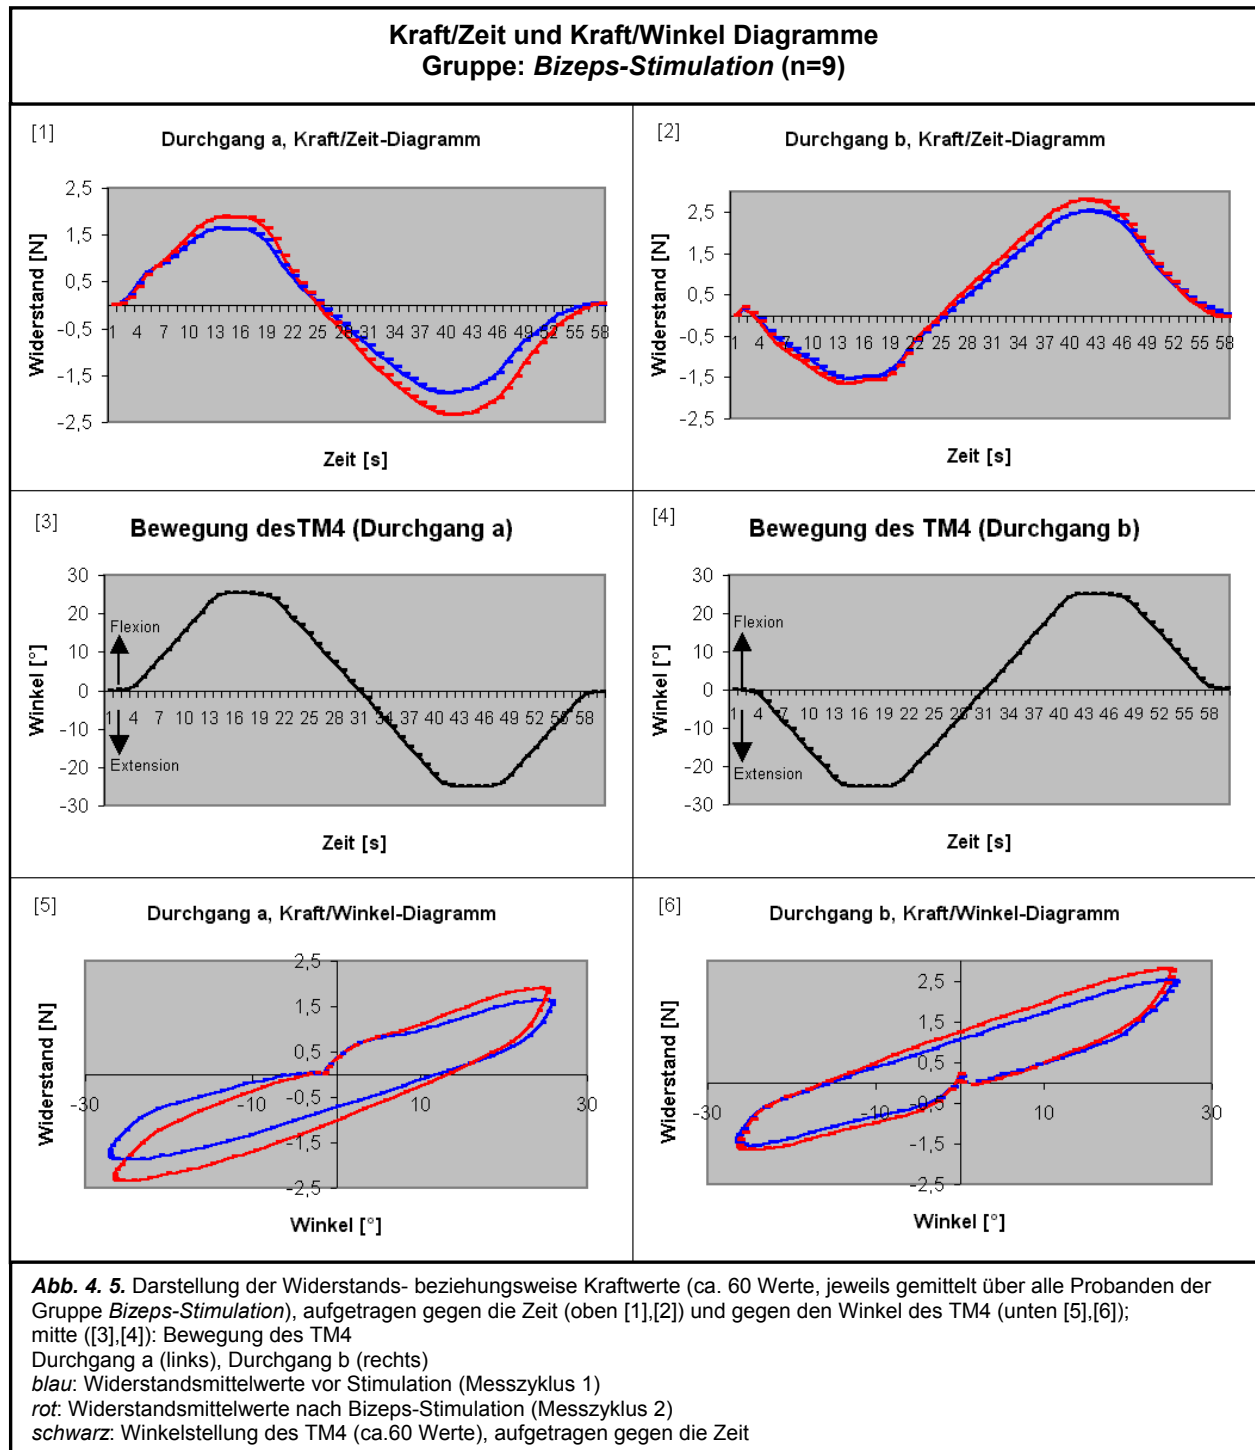 Kraft/Zeit und Kraft/Winkel Diagramme
Gruppe: Bizeps-Stimulation (n=9)
[1]
Durchgang a, Kraft/Zeit-Diagramm
Widerstand [N]
2,5
1,5
0,5
-0,5
-1,5
-2,5
1 4 7 10 13 16 19 22 25 28 31 34 37 40 43 46 49 52 55 58
Zeit [s]
[2]
Durchgang b, Kraft/Zeit-Diagramm
Widerstand [N]
2,5
1,5
0,5
-0,5
-1,5
-2,5
1 4 7 10 13 16 19 22 25 28 31 34 37 40 43 46 49 52 55 58
Zeit [s]
[3]
Bewegung desTM4 (Durchgang a)
Winkel [°]
30
20
10
0
-10
-20
-30
Flexion
Extension
1 4 7 10 13 16 19 22 25 28 31 34 37 40 43 46 49 52 55 58
Zeit [s]
[4]
Bewegung des TM4 (Durchgang b)
Winkel [°]
30
20
10
0
-10
-20
-30
Flexion
Extension
1 4 7 10 13 16 19 22 25 28 31 34 37 40 43 46 49 52 55 58
Zeit [s]
[5]
Durchgang a, Kraft/Winkel-Diagramm
Widerstand [N]
2,5
1,5
0,5
-0,5
-1,5
-2,5
-30 -10 10 30
Winkel [°]
[6]
Durchgang b, Kraft/Winkel-Diagramm
Widerstand [N]
2,5
1,5
0,5
-0,5
-1,5
-2,5
-30 -10 10 30
Winkel [°]
Abb. 4. 5. Darstellung der Widerstands- beziehungsweise Kraftwerte (ca. 60 Werte, jeweils gemittelt über alle Probanden der
Gruppe Bizeps-Stimulation), aufgetragen gegen die Zeit (oben [1],[2]) und gegen den Winkel des TM4 (unten [5],[6]);
mitte ([3],[4]): Bewegung des TM4
Durchgang a (links), Durchgang b (rechts)
blau: Widerstandsmittelwerte vor Stimulation (Messzyklus 1)
rot: Widerstandsmittelwerte nach Bizeps-Stimulation (Messzyklus 2)
schwarz: Winkelstellung des TM4 (ca.60 Werte), aufgetragen gegen die Zeit